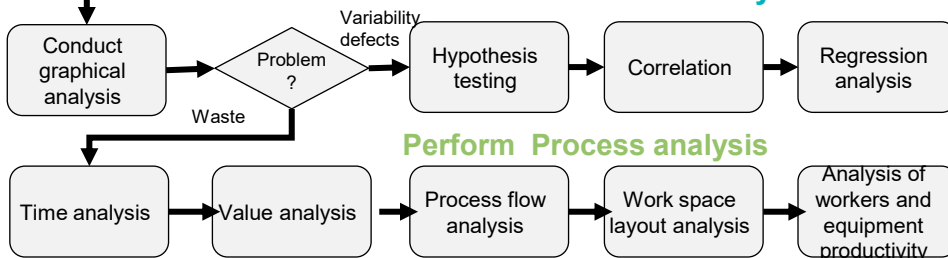 Conduct
graphical
analysis
Problem
?
Variability
defects
Hypothesis
testing
Correlation
Regression
analysis
Waste
Perform  Process analysis
Time analysis
Value analysis
Process flow
analysis
Work space
layout analysis
Analysis of
workers and
equipment
productivity